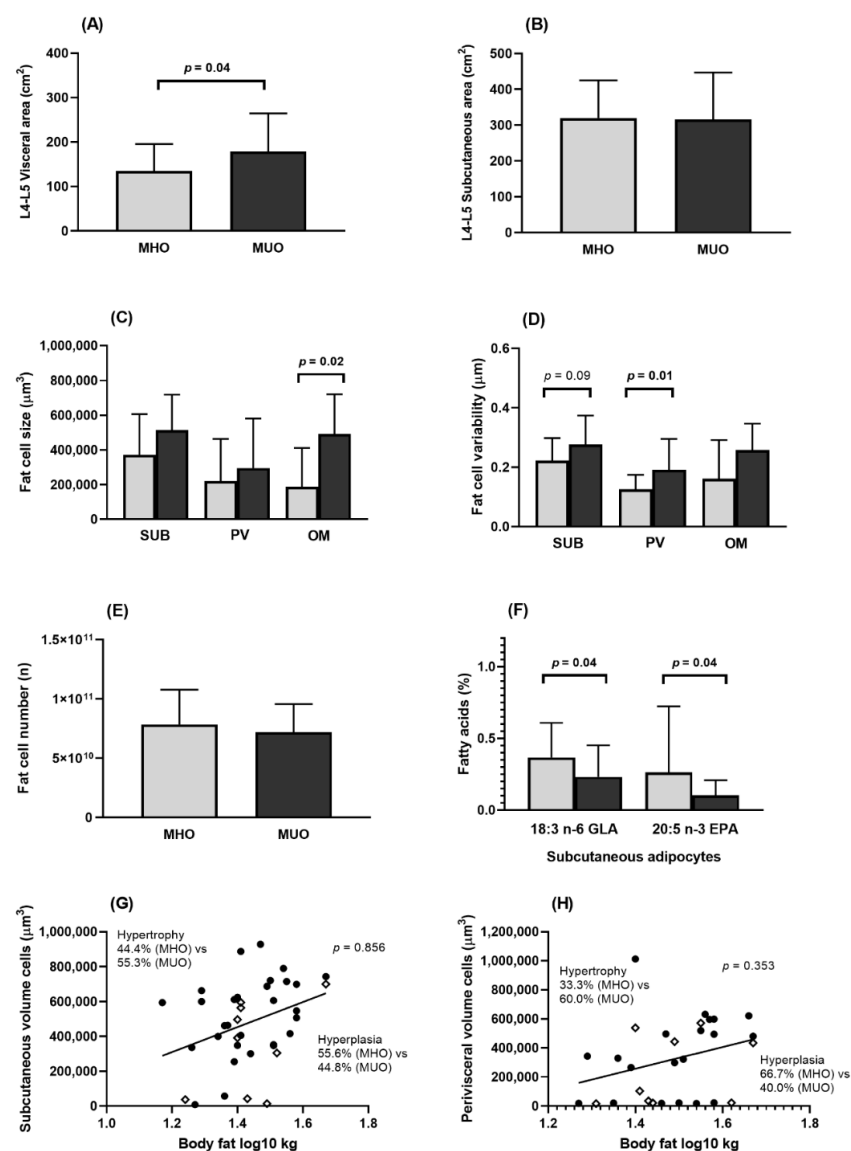 (A)
L4-L5 Visceral area (cm²)
400
300
200
100
0
p = 0.04
MHO
MUO
(B)
L4-L5 Subcutaneous area (cm²)
500
400
300
200
100
0
MHO
MUO
(C)
Fat cell size (μm³)
1,000,000
800,000
600,000
400,000
200,000
0
p = 0.02
SUB
PV
OM
(D)
Fat cell variability (μm)
0.6
0.4
0.2
0.0
p = 0.09
p = 0.01
SUB
PV
OM
(E)
Fat cell number (n)
1.5×10¹¹
1×10¹¹
5×10¹⁰
0
MHO
MUO
(F)
Fatty acids (%)
1.0
0.5
0.0
p = 0.04
p = 0.04
18:3 n-6 GLA
20:5 n-3 EPA
Subcutaneous adipocytes
(G)
Subcutaneous volume cells (μm³)
1,000,000
800,000
600,000
400,000
200,000
0
Hypertrophy
44.4% (MHO) vs
55.3% (MUO)
p = 0.856
Hyperplasia
55.6% (MHO) vs
44.8% (MUO)
1.0
1.2
1.4
1.6
1.8
Body fat log10 kg
(H)
Perivisceral volume cells (μm³)
1,200,000
1,000,000
800,000
600,000
400,000
200,000
0
Hypertrophy
33.3% (MHO) vs
60.0% (MUO)
p = 0.353
Hyperplasia
66.7% (MHO) vs
40.0% (MUO)
1.2
1.4
1.6
1.8
Body fat log10 kg